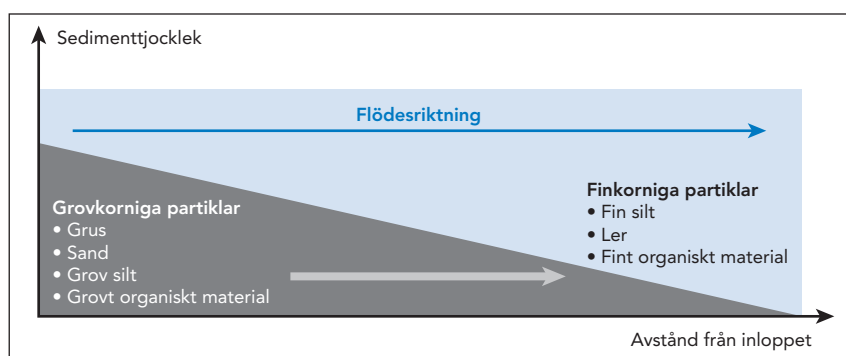 Sedimenttjocklek
Flödesriktning
Grovkorniga partiklar
• Grus
• Sand
• Grov silt
• Grovt organiskt material
Finkorniga partiklar
• Fin silt
• Ler
• Fint organiskt material
Avstånd från inloppet